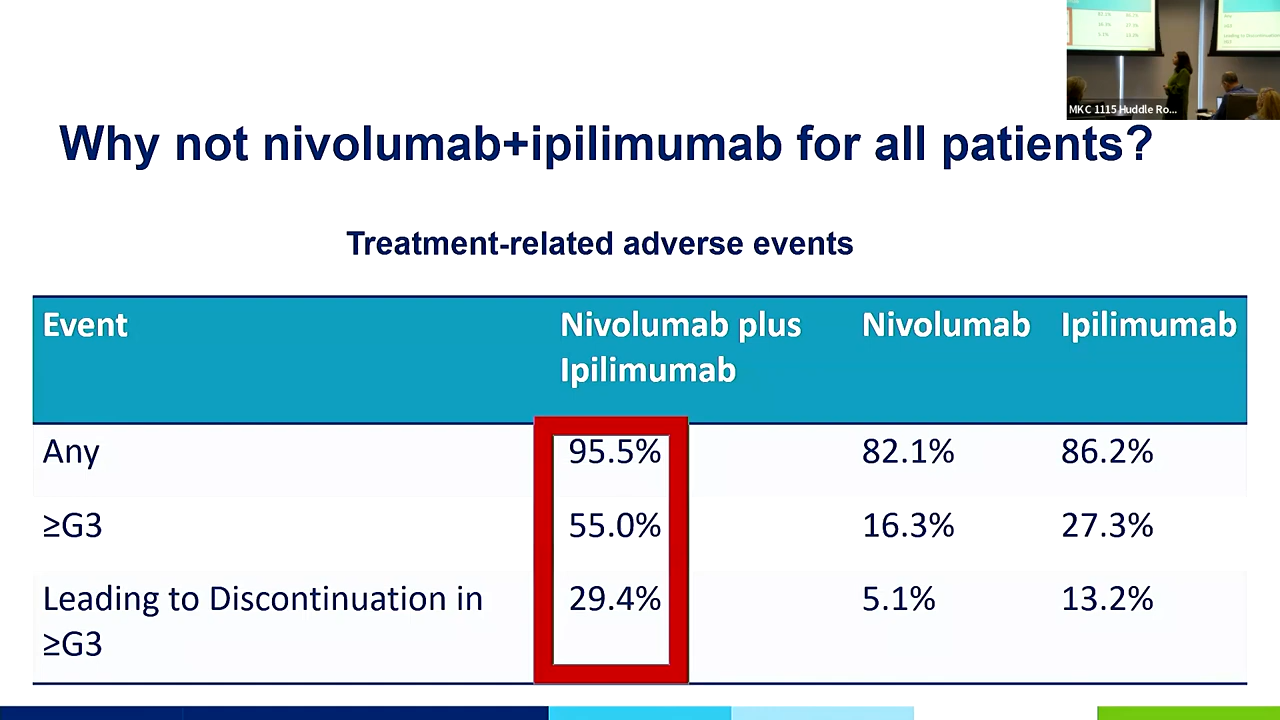 MKC 1115 Huddle Ro...
Why not nivolumab+ipilimumab for all patients?
Treatment-related adverse events
Event Nivolumab plus Ipilimumab Nivolumab Ipilimumab
Any 95.5% 82.1% 86.2%
≥G3 55.0% 16.3% 27.3%
Leading to Discontinuation in 29.4% 5.1% 13.2%
≥G3